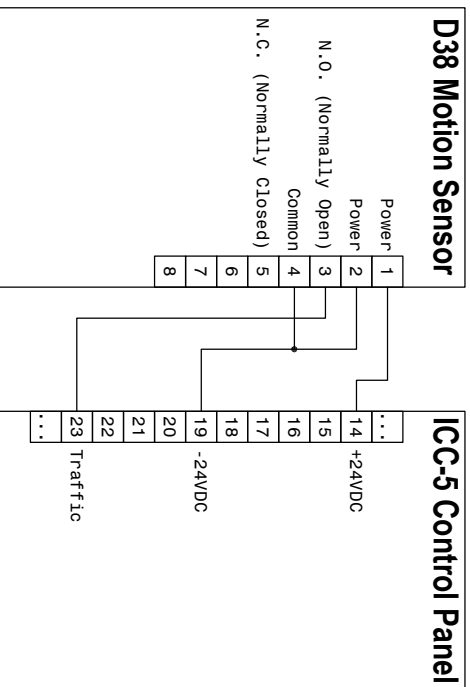 D38 Motion Sensor
Power
Power
N.O. (Normally Open)
Common
N.C. (Normally Closed)
1
2
3
4
5
6
7
8
ICC-5 Control Panel
...
14 +24VDC
15
16
17
18
19 -24VDC
20
21
22
23 Traffic
...